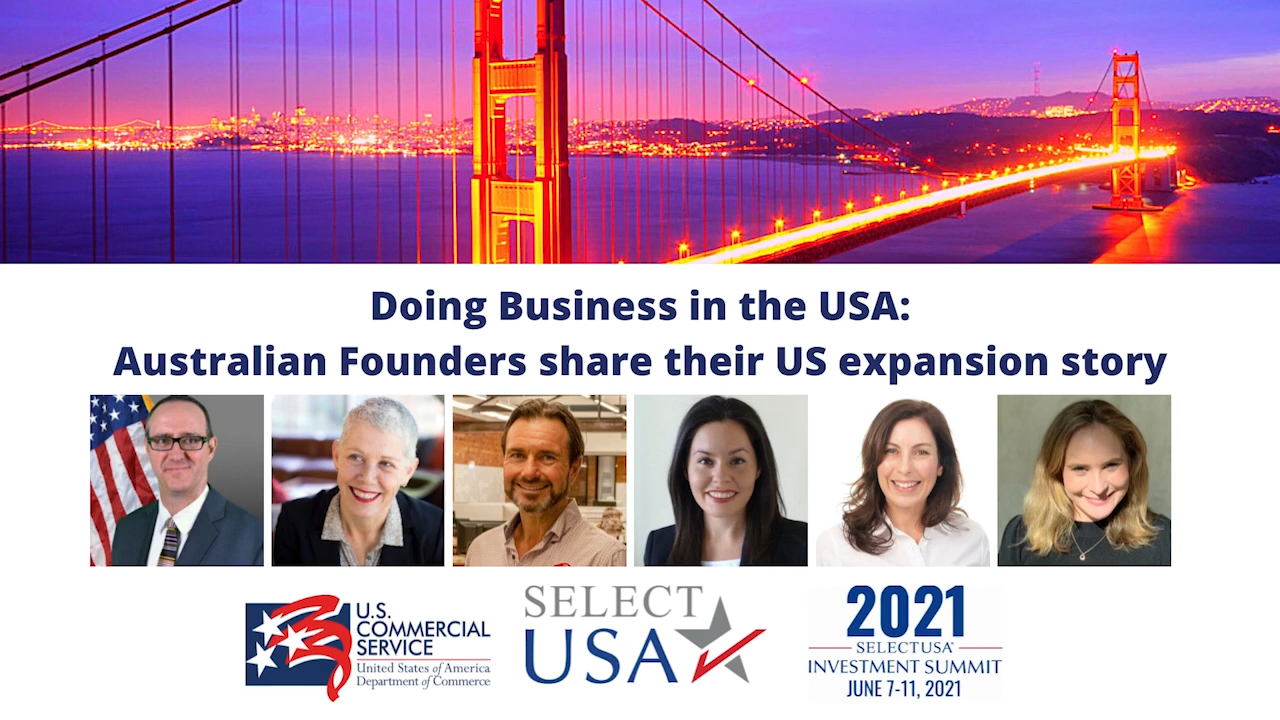 Doing Business in the USA:
Australian Founders share their US expansion story
U.S.
COMMERCIAL
SERVICE
United States of America
Department of Commerce
SELECT
USA
2021
SELECTUSA
INVESTMENT SUMMIT
JUNE 7-11, 2021